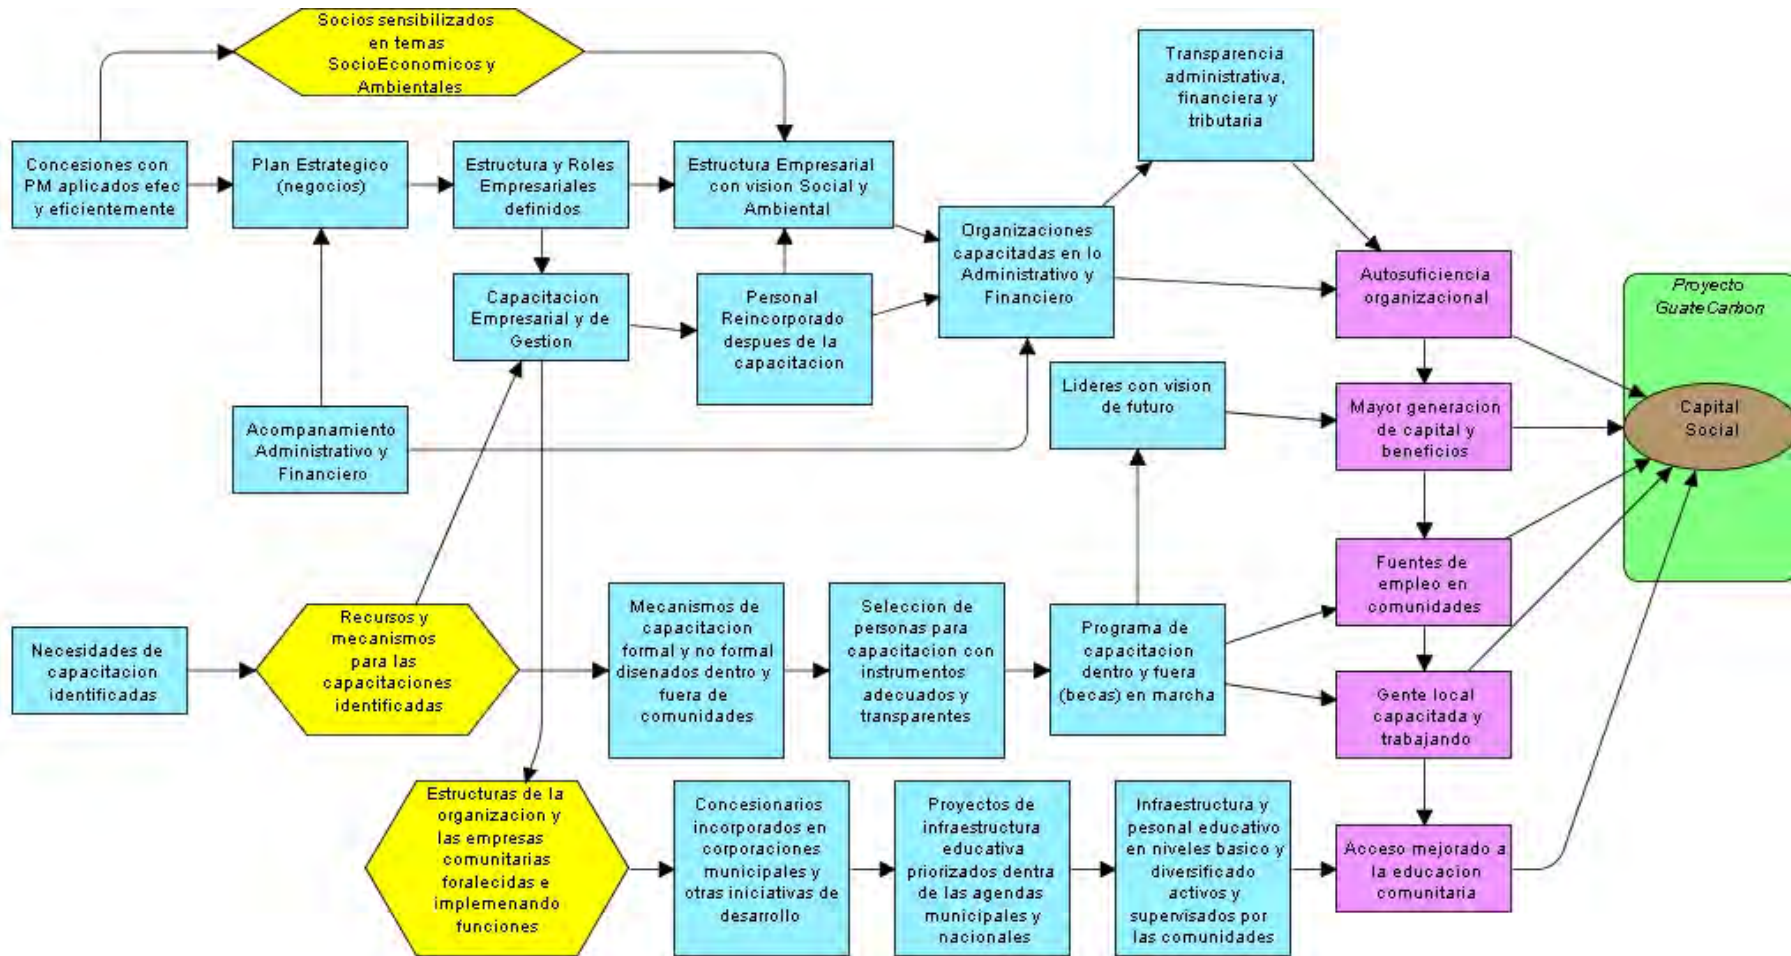 Socios sensibilizados
en temas
SocioEconomicos y
Ambientales
Transparencia
administrativa,
financiera y
tributaria
Concesiones con
PM aplicados efec
y eficientemente
Plan Estrategico
(negocios)
Estructura y Roles
Empresariales
definidos
Estructura Empresarial
con vision Social y
Ambiental
Organizaciones
capacitadas en lo
Administrativo y
Financiero
Autosuficiencia
organizacional
Proyecto
GuateCarbon
Capacitacion
Empresarial y de
Gestion
Personal
Reincorporado
despues de la
capacitacion
Lideres con vision
de futuro
Mayor generacion
de capital y
beneficios
Capital
Social
Acompanamiento
Administrativo y
Financiero
Fuentes de
empleo en
comunidades
Necesidades de
capacitacion
identificadas
Recursos y
mecanismos
para las
capacitaciones
identificadas
Mecanismos de
capacitacion
formal y no formal
disenados dentro y
fuera de
comunidades
Seleccion de
personas para
capacitacion con
instrumentos
adecuados y
transparentes
Programa de
capacitacion
dentro y fuera
(becas) en marcha
Gente local
capacitada y
trabajando
Estructuras de la
organizacion y
las empresas
comunitarias
foralecidas e
implemenando
funciones
Concesionarios
incorporados en
corporaciones
municipales y
otras iniciativas de
desarrollo
Proyectos de
infraestructura
educativa
priorizados dentra
de las agendas
municipales y
nacionales
Infraestructura y
pesonal educativo
en niveles basico y
diversificado
activos y
supervisados por
las comunidades
Acceso mejorado a
la educacion
comunitaria